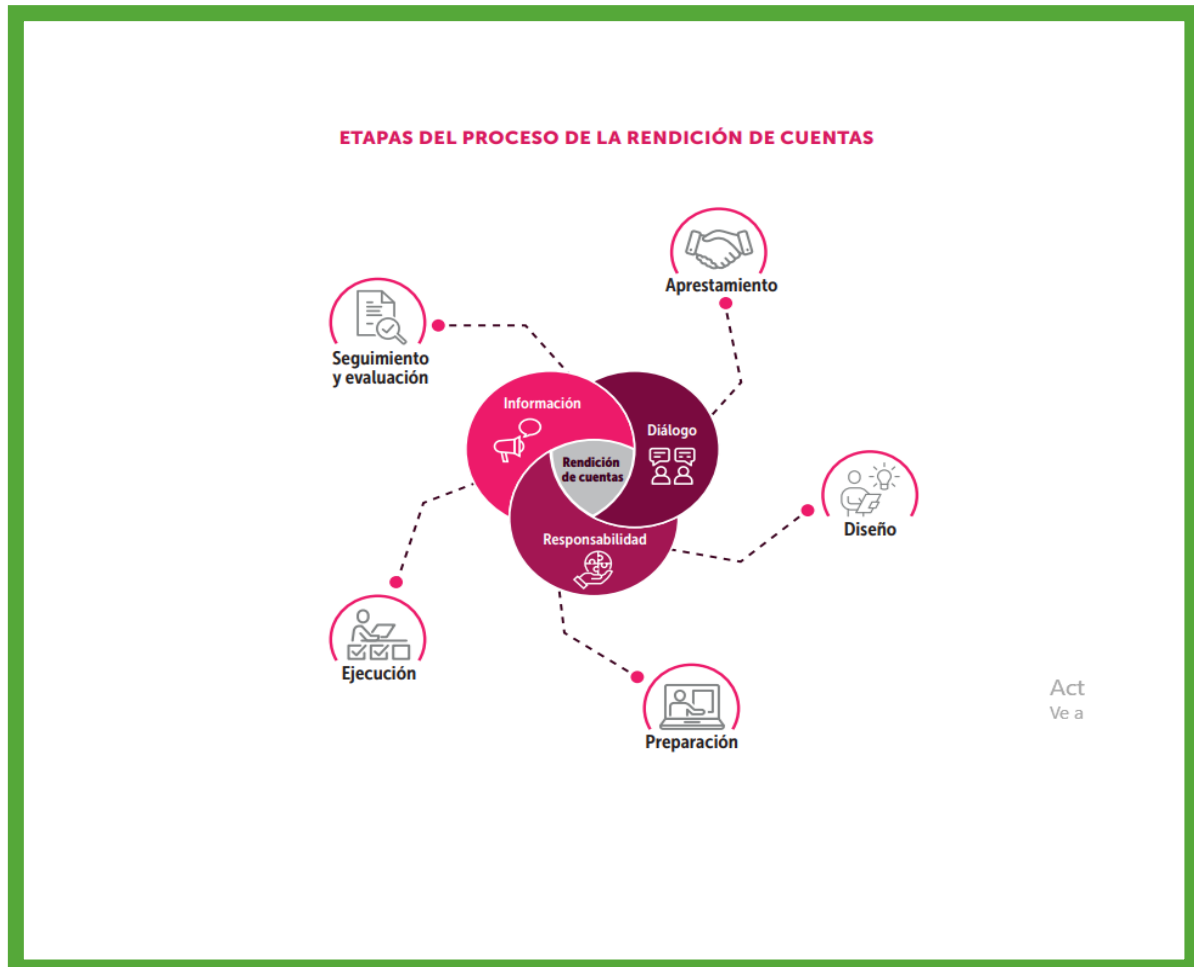 ETAPAS DEL PROCESO DE LA RENDICIÓN DE CUENTAS
Aprestamiento
Seguimiento
y evaluación
Información
Diálogo
Rendición
de cuentas
Diseño
Responsabilidad
Ejecución
Preparación
Act
Ve a